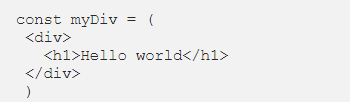 const myDiv = (
 <div>
   <h1>Hello world</h1>
 </div>
 )